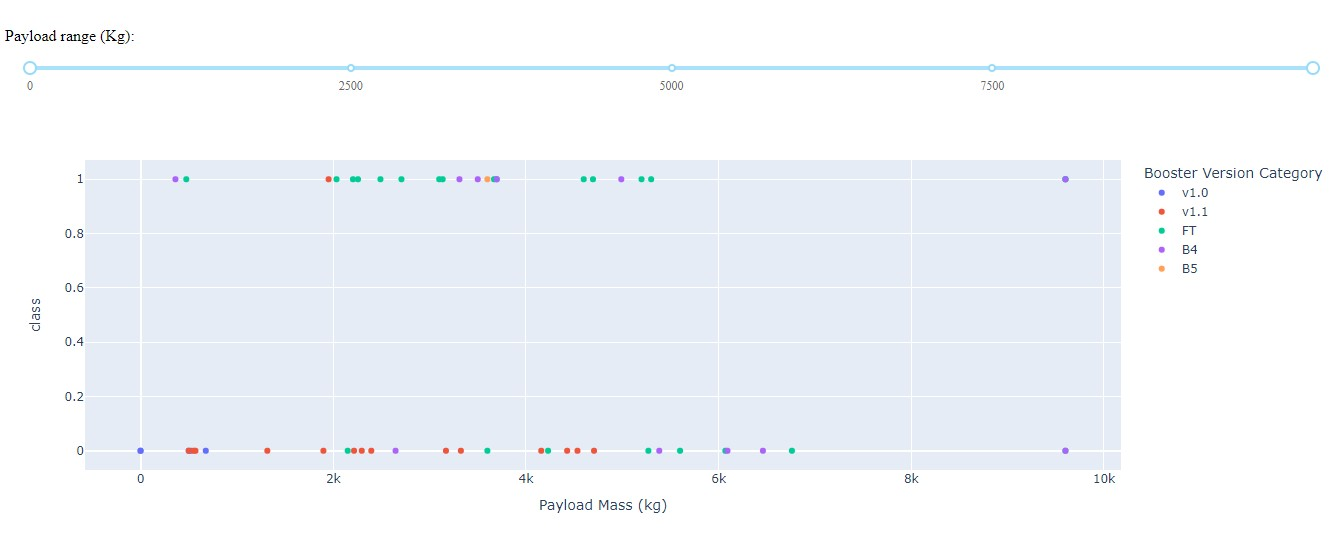 Payload range (Kg):
0 2500 5000 7500
Booster Version Category
v1.0
v1.1
FT
B4
B5
1
0.8
0.6
0.4
0.2
0
class
0 2k 4k 6k 8k 10k
Payload Mass (kg)